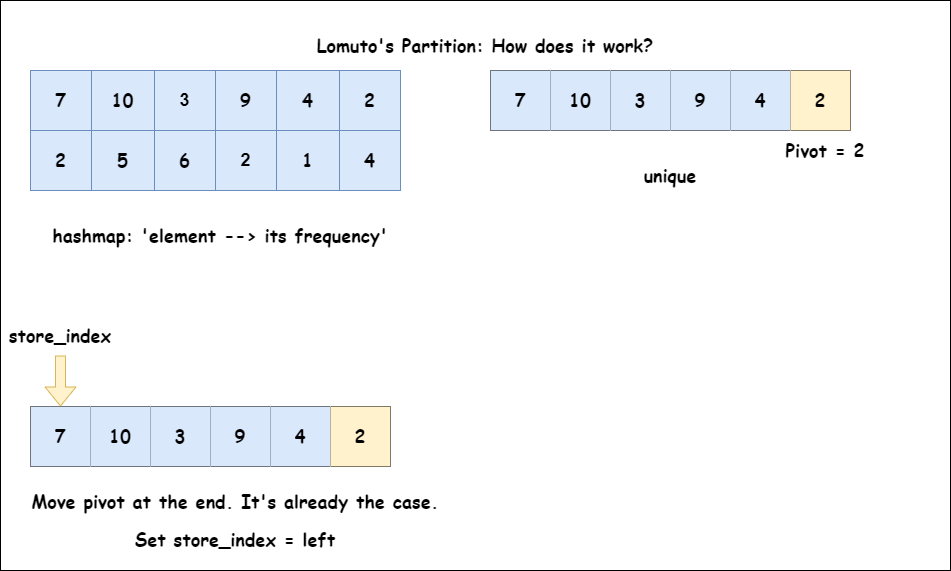 Lomuto's Partition: How does it work?
7 10 3 9 4 2
2 5 6 2 1 4
hashmap: 'element --> its frequency'
7 10 3 9 4 2
Pivot = 2
unique
store_index
7 10 3 9 4 2
Move pivot at the end. It's already the case.
Set store_index = left